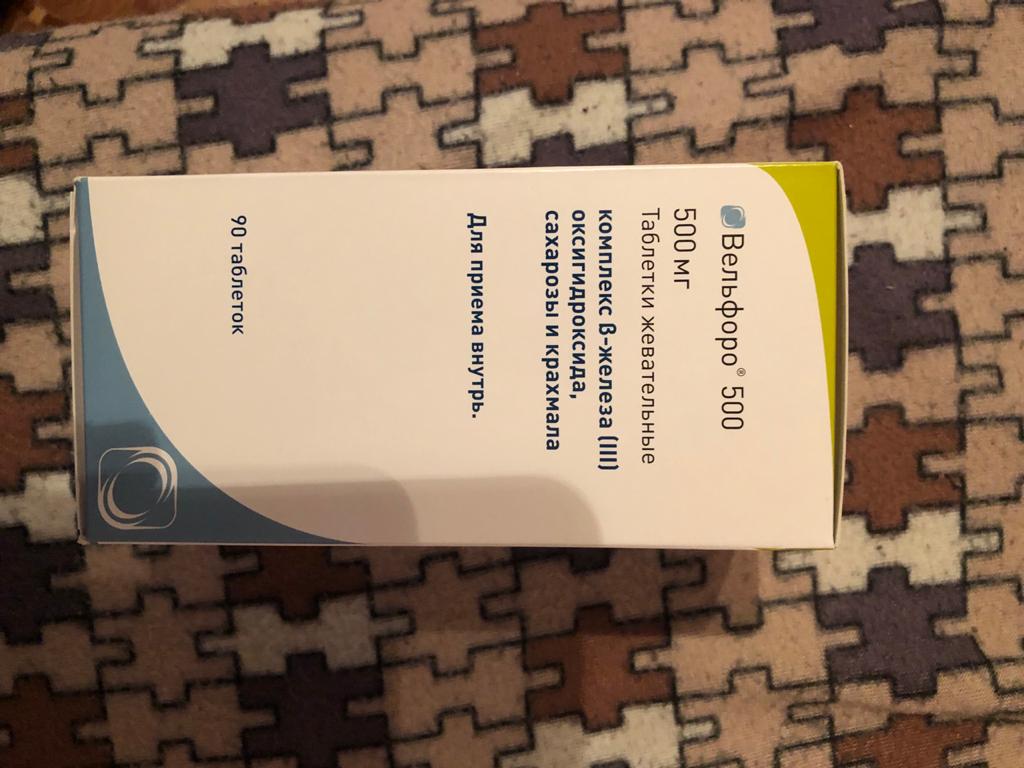 Вельфоро® 500
500 мг
Таблетки жевательные
комплекс β-железа (III)
оксигидроксида,
сахарозы и крахмала
Для приема внутрь.
90 таблеток